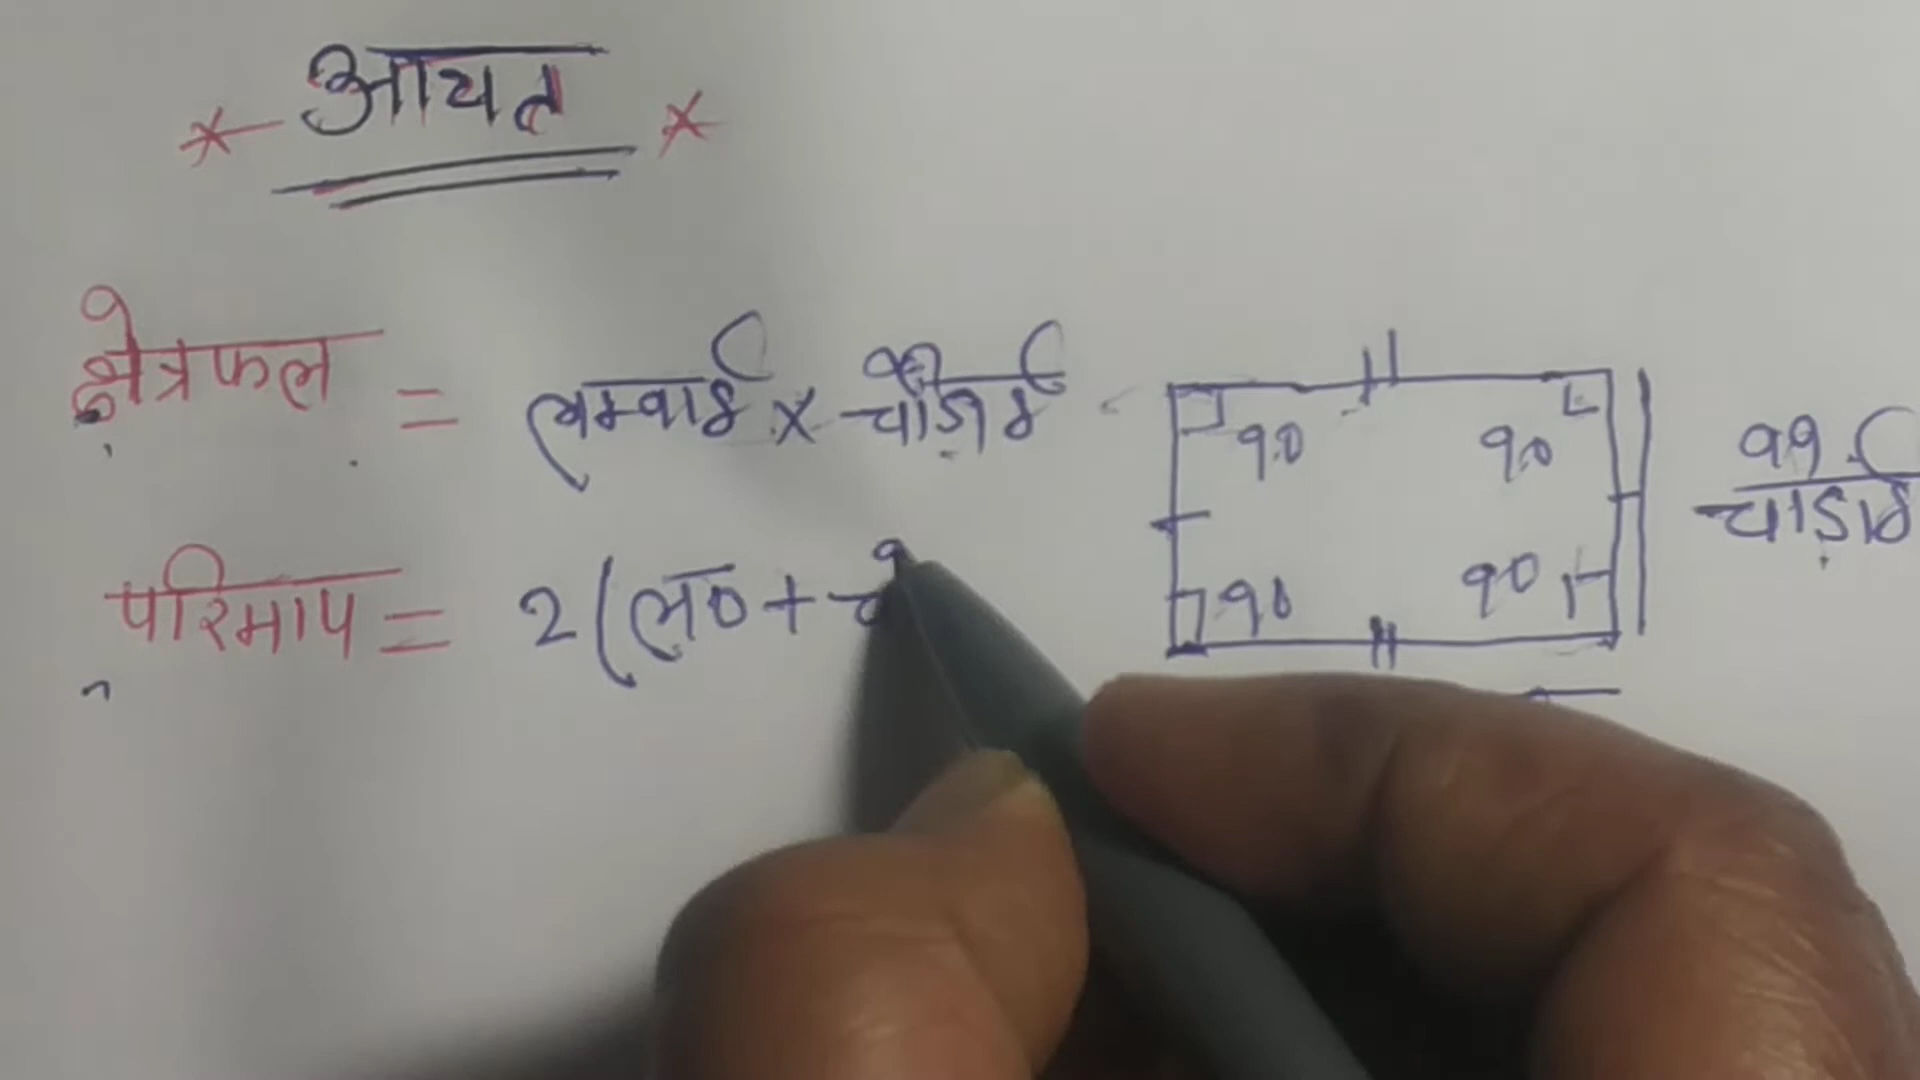 आयत
क्षेत्रफल = लम्बाई x चौड़ाई
90 90
चौड़ाई
परिमाप = 2 (ल० + च
90 90